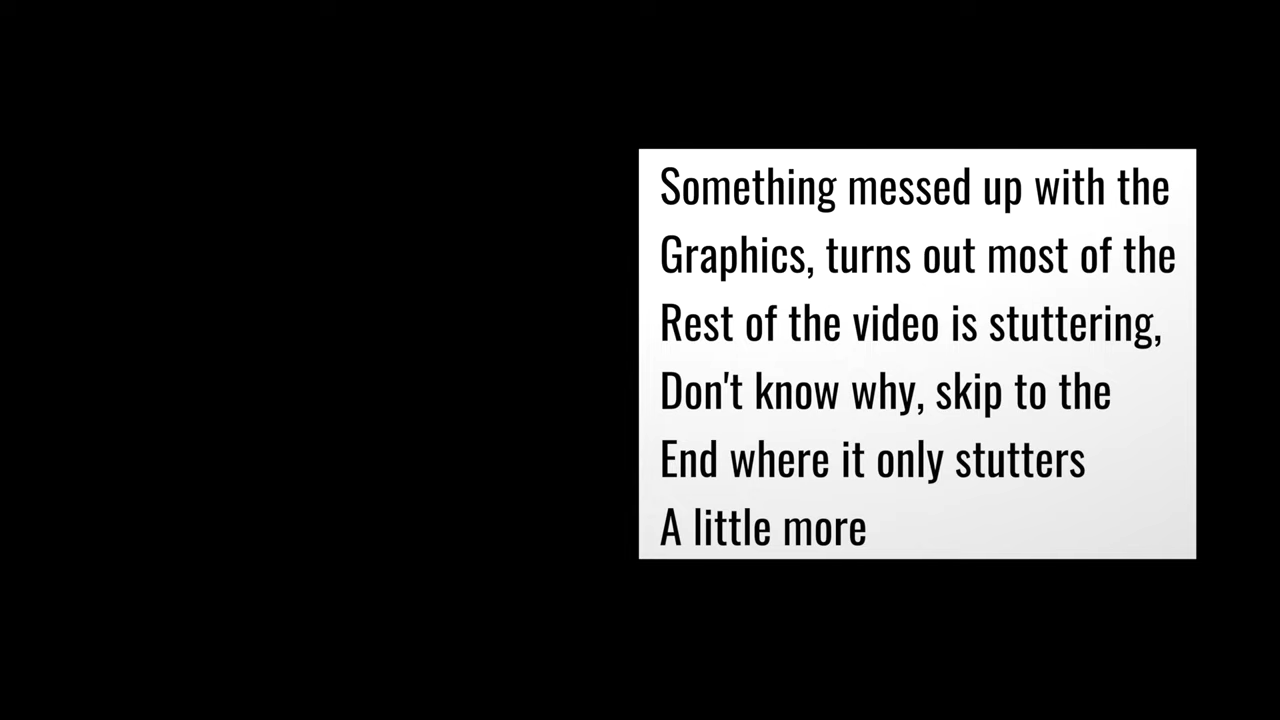 Something messed up with the
Graphics, turns out most of the
Rest of the video is stuttering,
Don't know why, skip to the
End where it only stutters
A little more